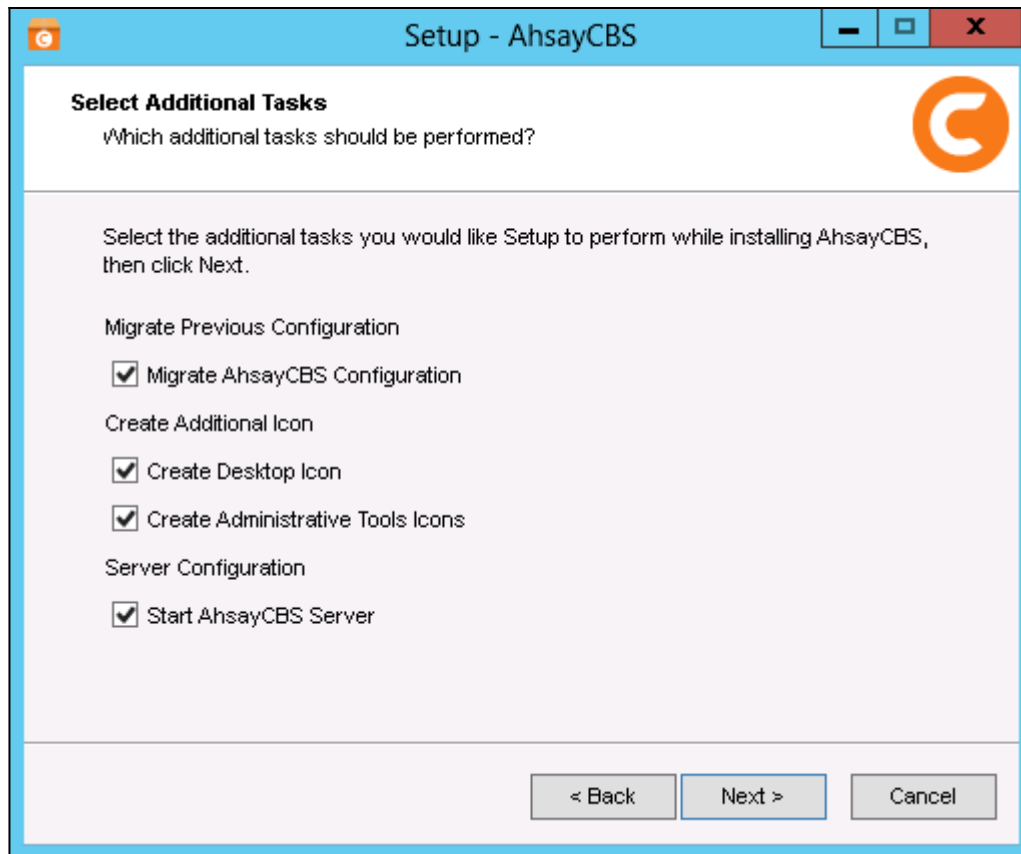 Setup - AhsayCBS
Select Additional Tasks
Which additional tasks should be performed?
Select the additional tasks you would like Setup to perform while installing AhsayCBS,
then click Next.
Migrate Previous Configuration
Migrate AhsayCBS Configuration
Create Additional Icon
Create Desktop Icon
Create Administrative Tools Icons
Server Configuration
Start AhsayCBS Server
< Back Next > Cancel